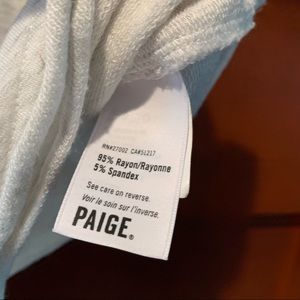 RN#27002 CA#51217
95% Rayon/Rayonne
5% Spandex
See care on reverse.
Voir le soin sur l'inverse.
PAIGE®